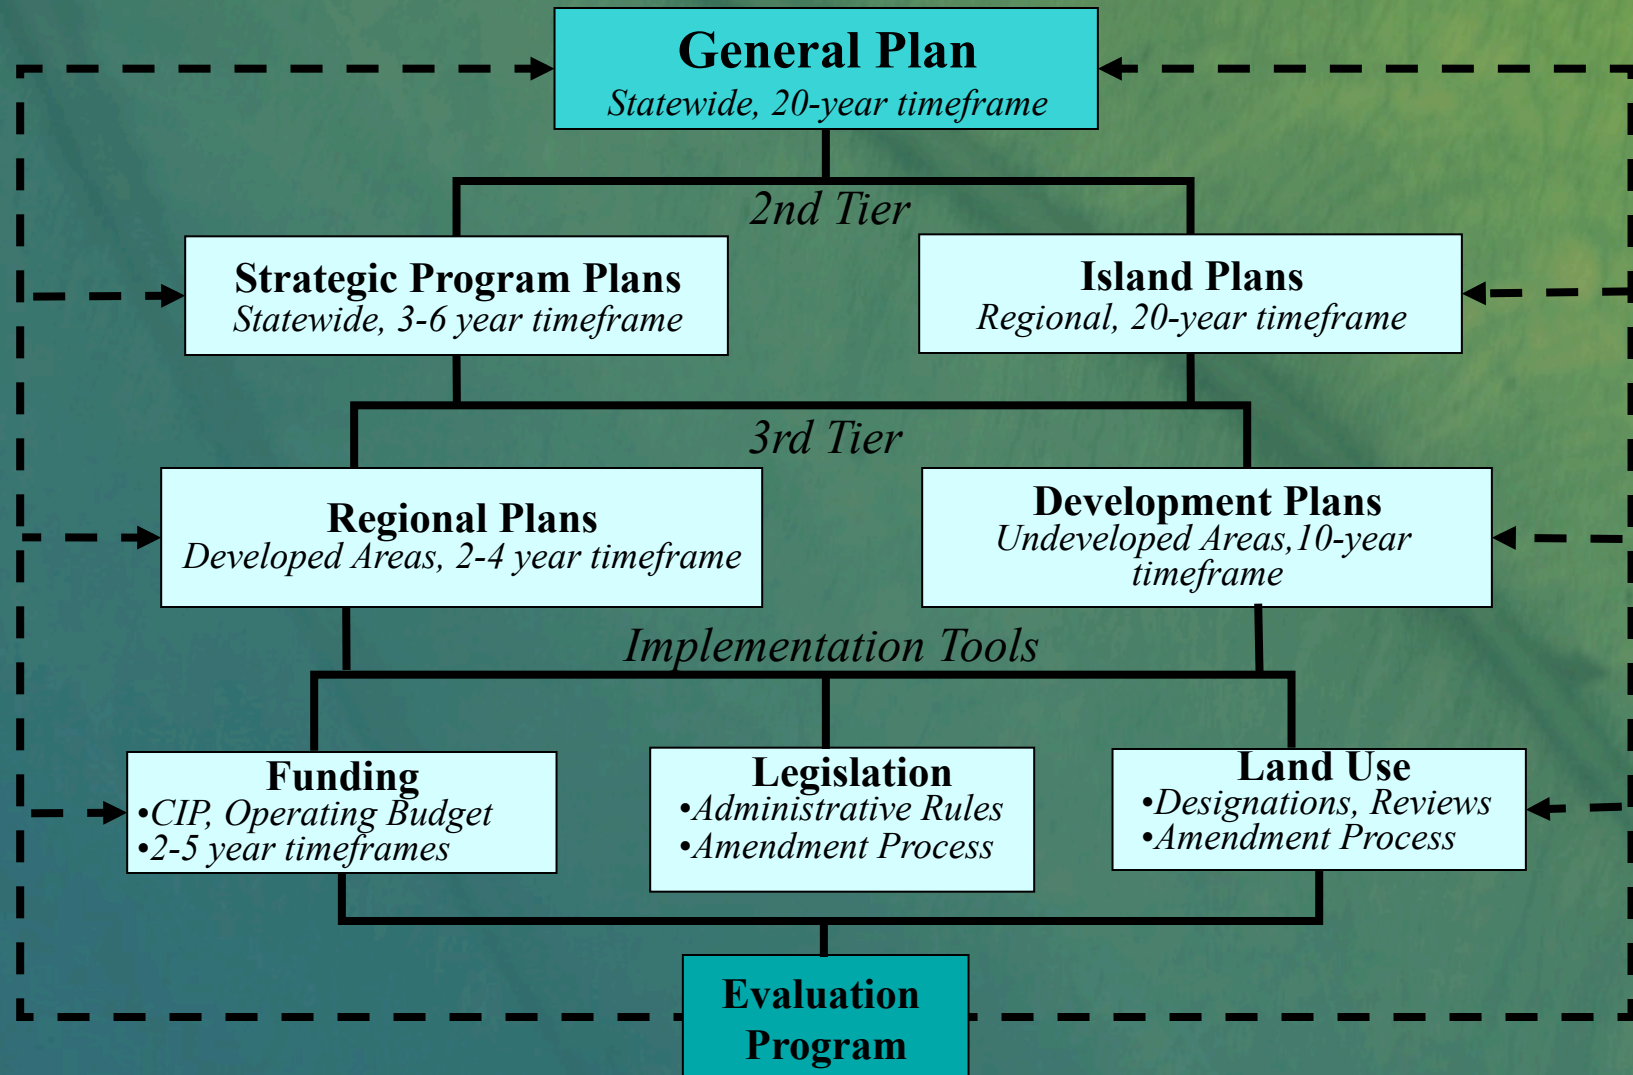 General Plan
Statewide, 20-year timeframe
2nd Tier
Strategic Program Plans
Statewide, 3-6 year timeframe
Island Plans
Regional, 20-year timeframe
3rd Tier
Regional Plans
Developed Areas, 2-4 year timeframe
Development Plans
Undeveloped Areas,10-year
timeframe
Implementation Tools
Funding
•CIP, Operating Budget
•2-5 year timeframes
Legislation
•Administrative Rules
•Amendment Process
Land Use
•Designations, Reviews
•Amendment Process
Evaluation
Program